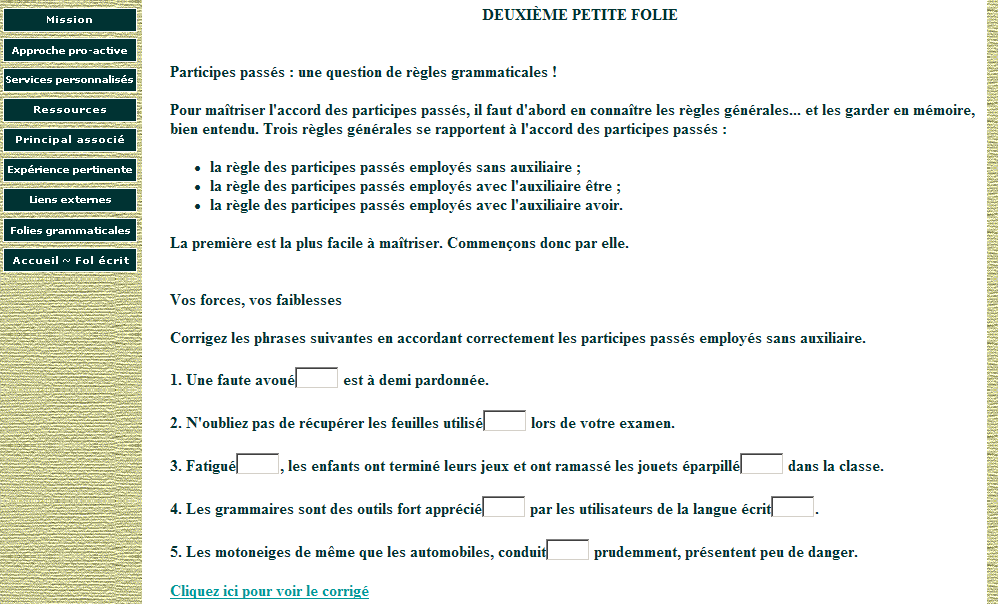 Mission
Approche pro-active
Services personnalisés
Ressources
Principal associé
Expérience pertinente
Liens externes
Folies grammaticales
Accueil ~ Fol écrit
DEUXIÈME PETITE FOLIE
Participes passés : une question de règles grammaticales !
Pour maîtriser l'accord des participes passés, il faut d'abord en connaître les règles générales... et les garder en mémoire,
bien entendu. Trois règles générales se rapportent à l'accord des participes passés :
• la règle des participes passés employés sans auxiliaire ;
• la règle des participes passés employés avec l'auxiliaire être ;
• la règle des participes passés employés avec l'auxiliaire avoir.
La première est la plus facile à maîtriser. Commençons donc par elle.
Vos forces, vos faiblesses
Corrigez les phrases suivantes en accordant correctement les participes passés employés sans auxiliaire.
1. Une faute avoué est à demi pardonnée.
2. N'oubliez pas de récupérer les feuilles utilisé lors de votre examen.
3. Fatigué , les enfants ont terminé leurs jeux et ont ramassé les jouets éparpillé dans la classe.
4. Les grammaires sont des outils fort apprécié par les utilisateurs de la langue écrit .
5. Les motoneiges de même que les automobiles, conduit prudemment, présentent peu de danger.
Cliquez ici pour voir le corrigé